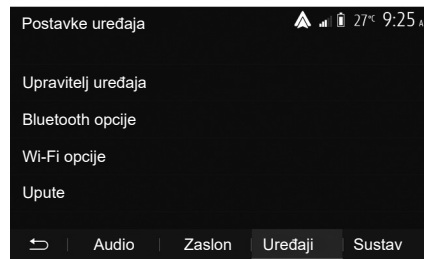 Postavke uređaja 27°C 9:25 A
Upravitelj uređaja
Bluetooth opcije
Wi-Fi opcije
Upute
Audio Zaslon Uređaji Sustav